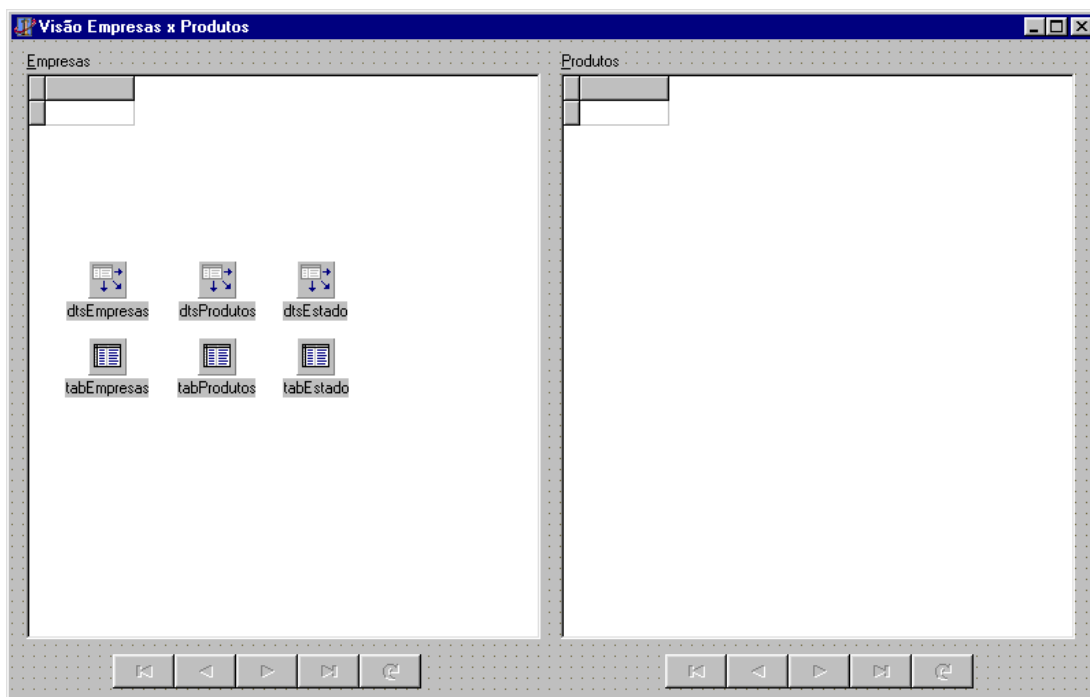 Visão Empresas x Produtos
Empresas
Produtos
dtsEmpresas
dtsProdutos
dtsEstado
tabEmpresas
tabProdutos
tabEstado